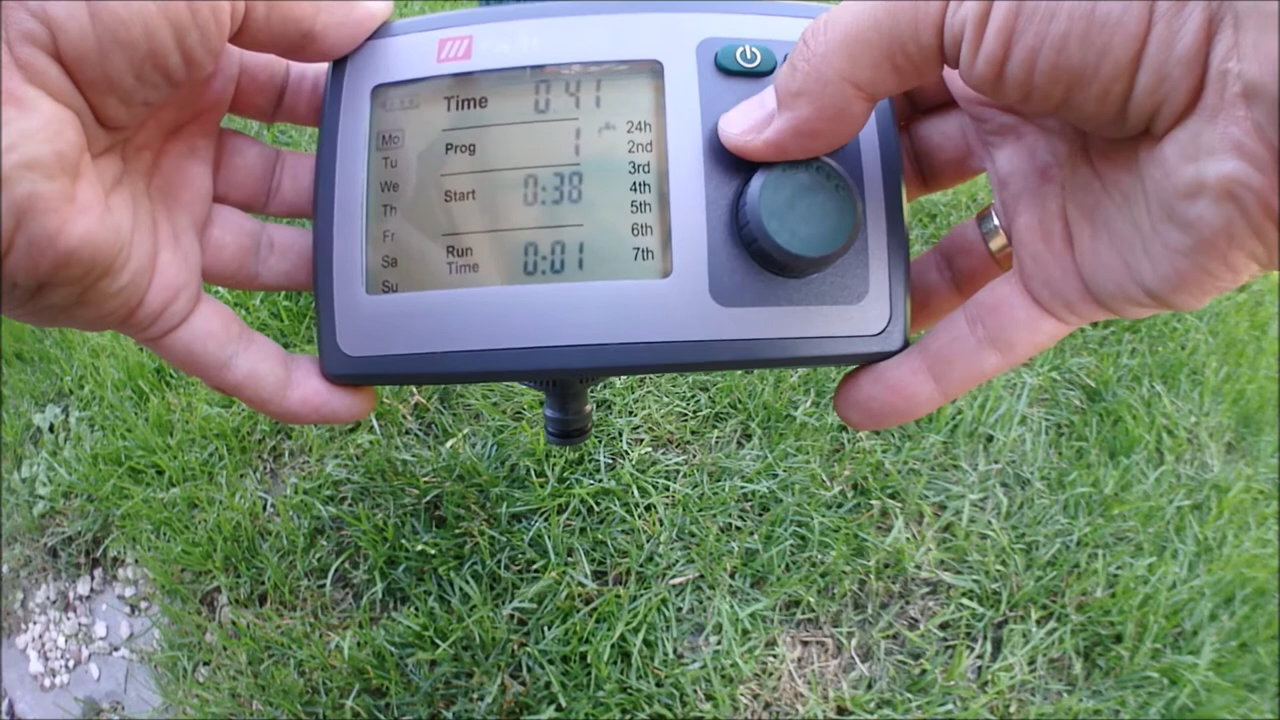 Time 0:41
Mo
24h
Prog 1
2nd
Tu
3rd
We
Start 0:38
4th
Th
5th
Fr
6th
Sa
Run Time 0:01
7th
Su